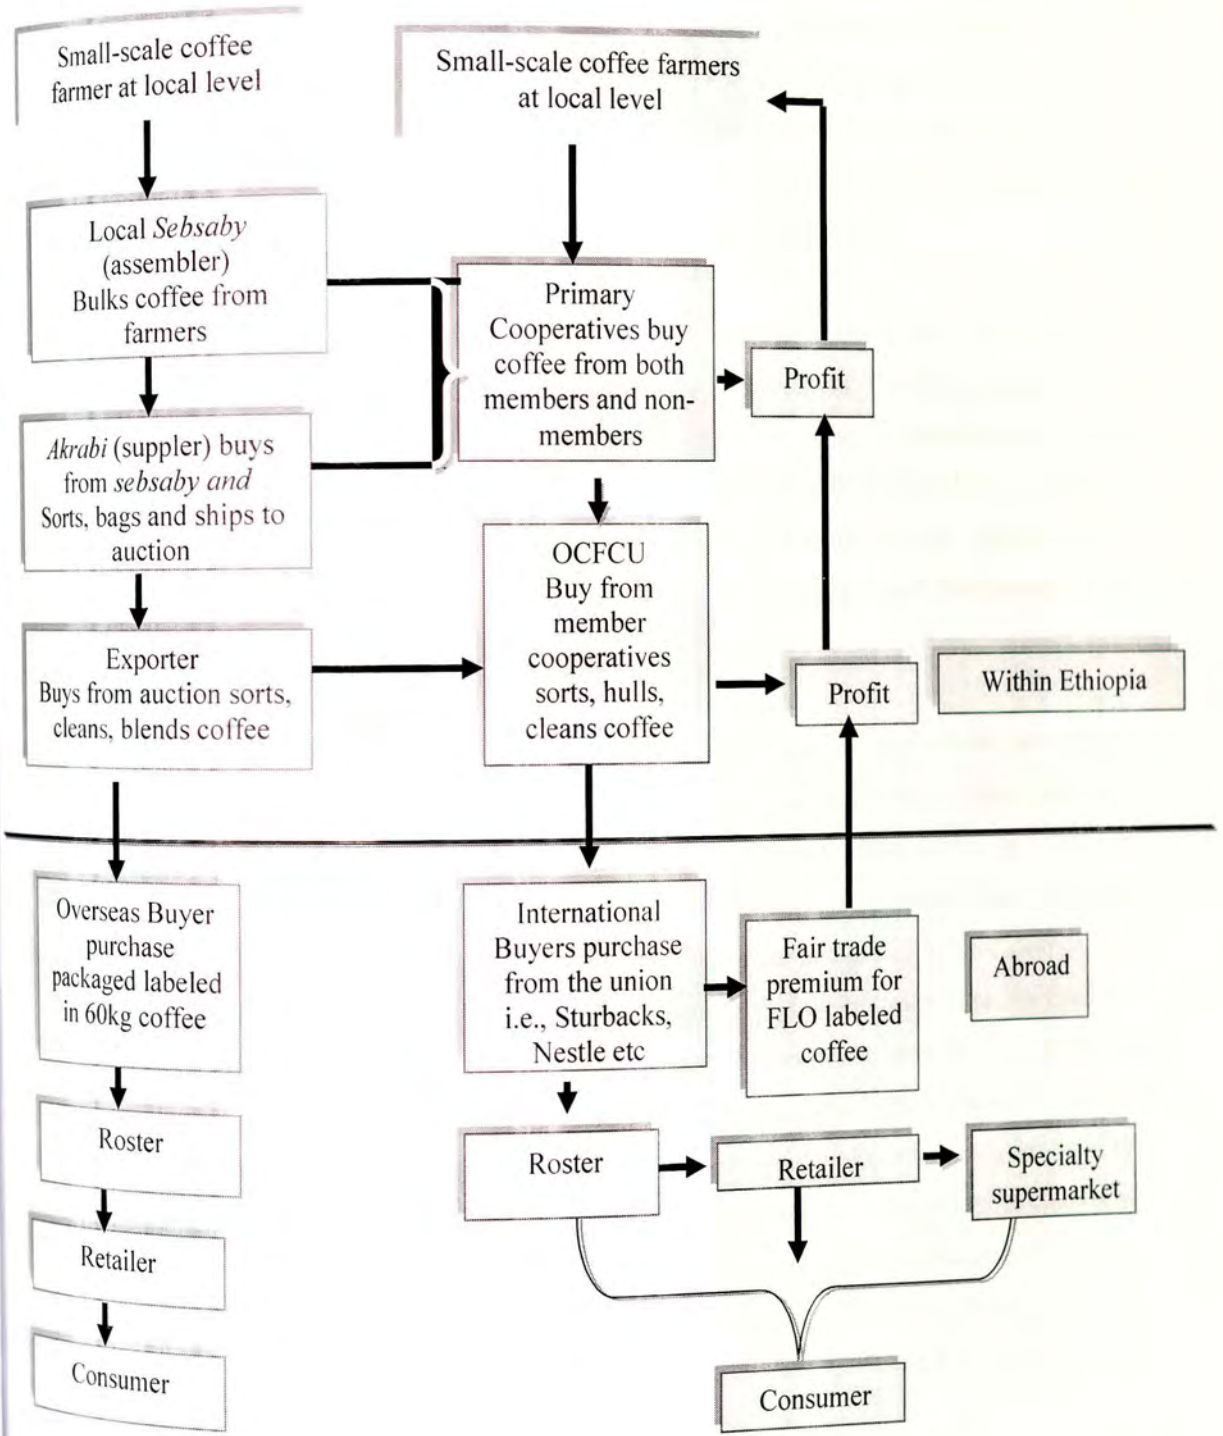 Small-scale coffee
farmer at local level
Local Sebsaby
(assembler)
Bulks coffee from
farmers
Akrabi (suppler) buys
from sebsaby and
Sorts, bags and ships to
auction
Exporter
Buys from auction sorts,
cleans, blends coffee
Overseas Buyer
purchase
packaged labeled
in 60kg coffee
Roster
Retailer
Consumer
Small-scale coffee farmers
at local level
Primary
Cooperatives buy
coffee from both
members and non-
members
Profit
OCFCU
Buy from
member
cooperatives
sorts, hulls,
cleans coffee
Profit
Within Ethiopia
International
Buyers purchase
from the union
i.e., Sturbacks,
Nestle etc
Fair trade
premium for
FLO labeled
coffee
Abroad
Roster
Retailer
Specialty
supermarket
Consumer